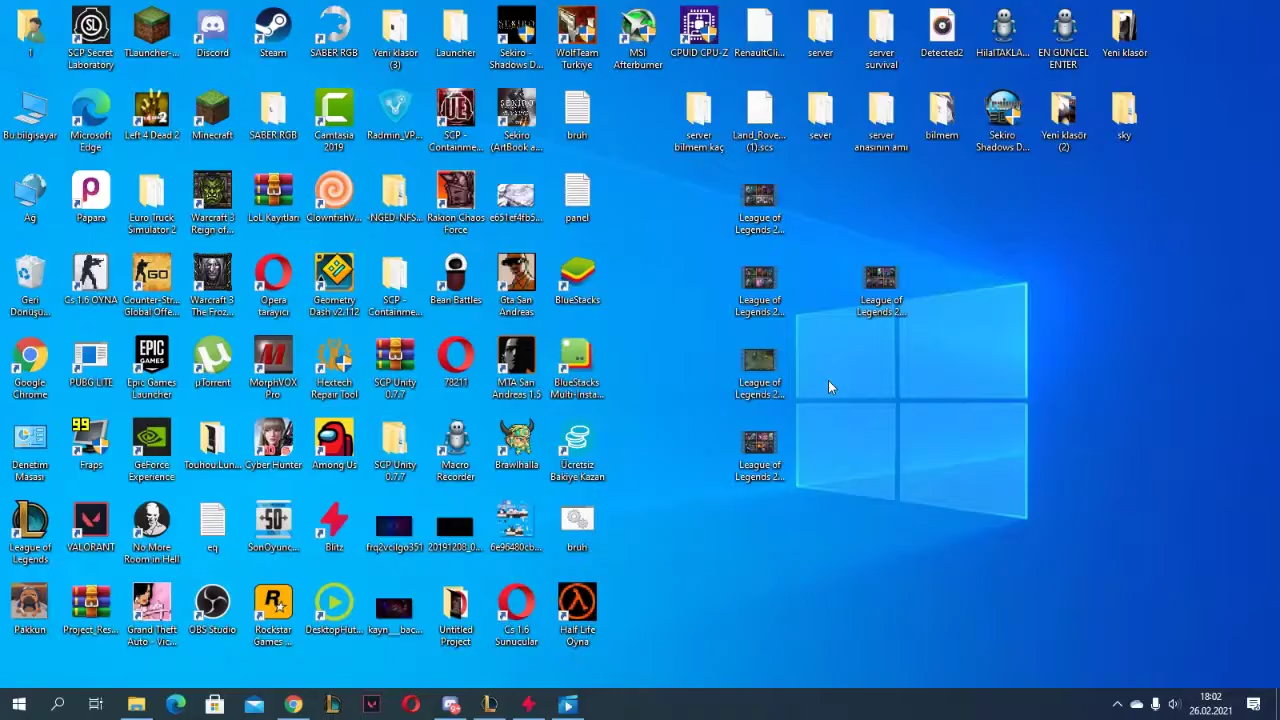 1
SCP Secret
Laboratory
TLauncher-...
Discord
Steam
SABER RGB
Yeni klasör
(3)
Launcher
Sekiro -
Shadows D...
WolfTeam
Turkiye
MSI
Afterburner
CPUID CPU-Z
RenaultCli...
server
server
survival
Detected2
HilalTAKLA...
EN GUNCEL
ENTER
Yeni klasör
Bu bilgisayar
Microsoft
Edge
Left 4 Dead 2
Minecraft
SABER RGB
Camtasia
2019
Radmin_VP...
SCP -
Containme...
Sekiro
(ArtBook a...
bruh
server
bilmem kaç
Land_Rove...
(1).scs
sever
server
anasının amı
bilmem
Sekiro
Shadows D...
Yeni klasör
(2)
sky
Ağ
Papara
Euro Truck
Simulator 2
Warcraft 3
Reign of...
LoL Kayıtları
ClownfishV...
-NGED-NFS...
Rakion Chaos
Force
e651ef4fb5...
panel
League of
Legends 2...
Geri
Dönüşü...
Cs 1.6 OYNA
Counter-Str...
Global Offe...
Warcraft 3
The Froz...
Opera
tarayıcı
Geometry
Dash v2.112
SCP -
Containme...
Bean Battles
Gta San
Andreas
BlueStacks
League of
Legends 2...
League of
Legends 2...
Google
Chrome
PUBG LITE
Epic Games
Launcher
µTorrent
MorphVOX
Pro
Hextech
Repair Tool
SCP Unity
0.7.7
78211
MTA San
Andreas 1.5
BlueStacks
Multi-Insta...
League of
Legends 2...
99
Denetim
Masası
Fraps
GeForce
Experience
Touhou.Lun...
Cyber Hunter
Among Us
SCP Unity
0.7.7
Macro
Recorder
Brawlhalla
Ücretsiz
Bakiye Kazan
League of
Legends 2...
League of
Legends
VALORANT
No More
Room in Hell
eq
SonOyunc...
Blitz
frq2vcilgo351
20191208_0...
6e96480cb...
bruh
Pakkun
Project_Res...
Grand Theft
Auto - Vic...
OBS Studio
Rockstar
Games ...
DesktopHut...
kayn__bac...
Untitled
Project
Cs 1.6
Sunucular
Half Life
Oyna
18:02
26.02.2021